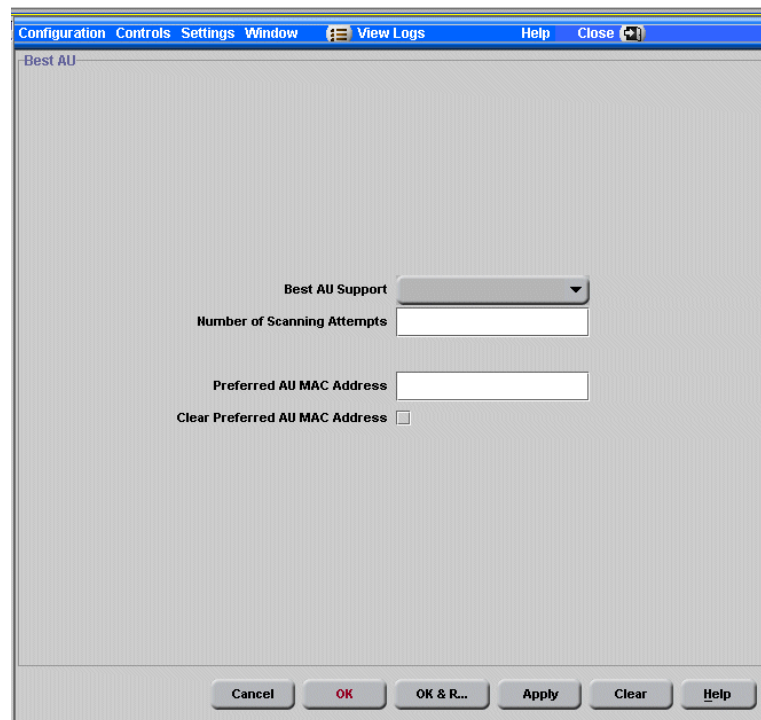 Configuration Controls Settings Window View Logs Help Close
Best AU
Best AU Support
Number of Scanning Attempts
Preferred AU MAC Address
Clear Preferred AU MAC Address
Cancel OK OK & R... Apply Clear Help